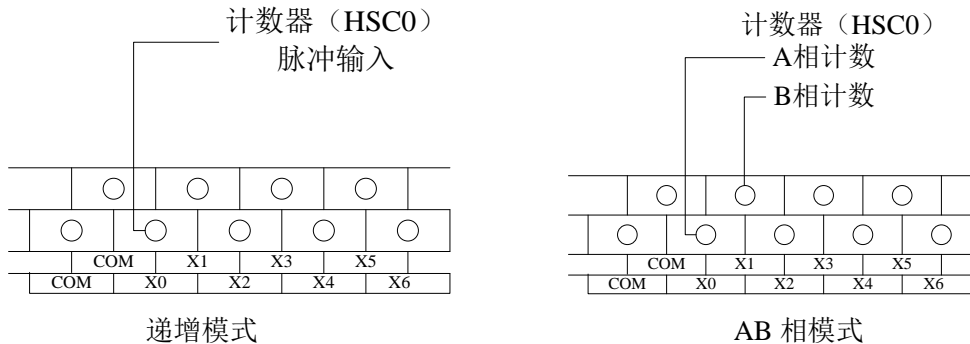 计数器（HSC0）
脉冲输入
COM X1 X3 X5
COM X0 X2 X4 X6
递增模式
计数器（HSC0）
A相计数
B相计数
COM X1 X3 X5
COM X0 X2 X4 X6
AB 相模式